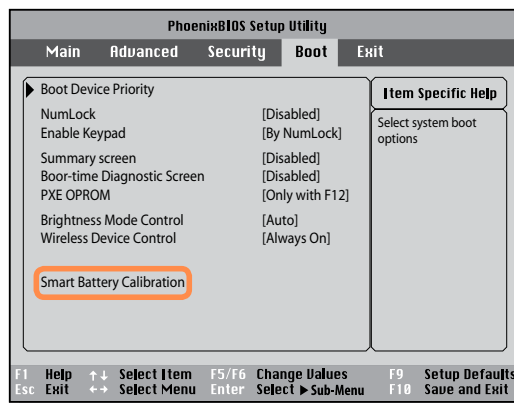 PhoenixBIOS Setup Utility
Main Advanced Security Boot Exit
Boot Device Priority
NumLock [Disabled]
Enable Keypad [By NumLock]
Summary screen [Disabled]
Boor-time Diagnostic Screen [Disabled]
PXE OPROM [Only with F12]
Brightness Mode Control [Auto]
Wireless Device Control [Always On]
Smart Battery Calibration
Item Specific Help
Select system boot
options
F1 Help ↑↓ Select Item F5/F6 Change Values F9 Setup Defaults
Esc Exit ←→ Select Menu Enter Select ▶ Sub-Menu F10 Save and Exit